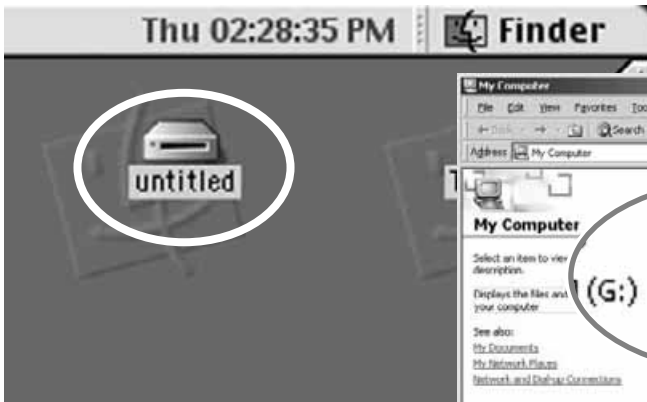 Thu 02:28:35 PM Finder
untitled
My Computer
File Edit View Favorites
Search
Address My Computer
My Computer
Select an item to view
description.
Displays the files and
your computer
(G:)
See also:
My Documents
My Network Places
Network and Dial-up Connections